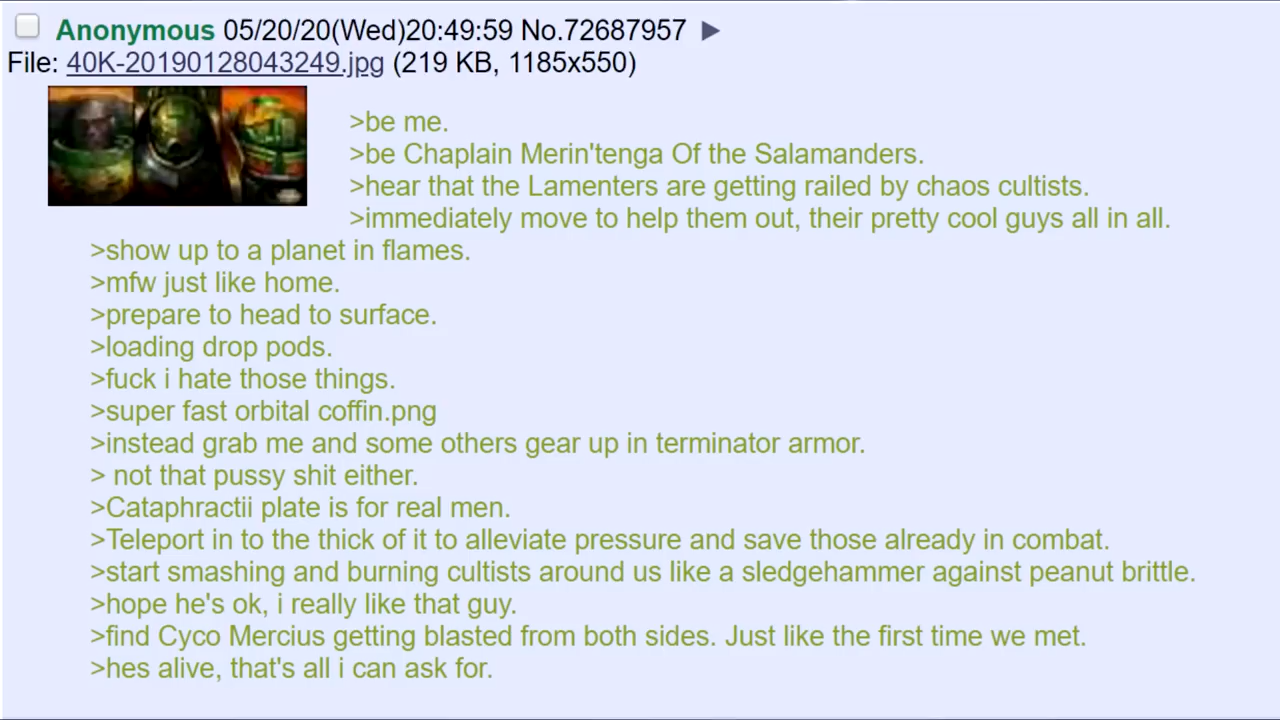 Anonymous 05/20/20(Wed)20:49:59 No.72687957 ▶
File: 40K-20190128043249.jpg (219 KB, 1185x550)
>be me.
>be Chaplain Merin'tenga Of the Salamanders.
>hear that the Lamenters are getting railed by chaos cultists.
>immediately move to help them out, their pretty cool guys all in all.
>show up to a planet in flames.
>mfw just like home.
>prepare to head to surface.
>loading drop pods.
>fuck i hate those things.
>super fast orbital coffin.png
>instead grab me and some others gear up in terminator armor.
> not that pussy shit either.
>Cataphractii plate is for real men.
>Teleport in to the thick of it to alleviate pressure and save those already in combat.
>start smashing and burning cultists around us like a sledgehammer against peanut brittle.
>hope he's ok, i really like that guy.
>find Cyco Mercius getting blasted from both sides. Just like the first time we met.
>hes alive, that's all i can ask for.